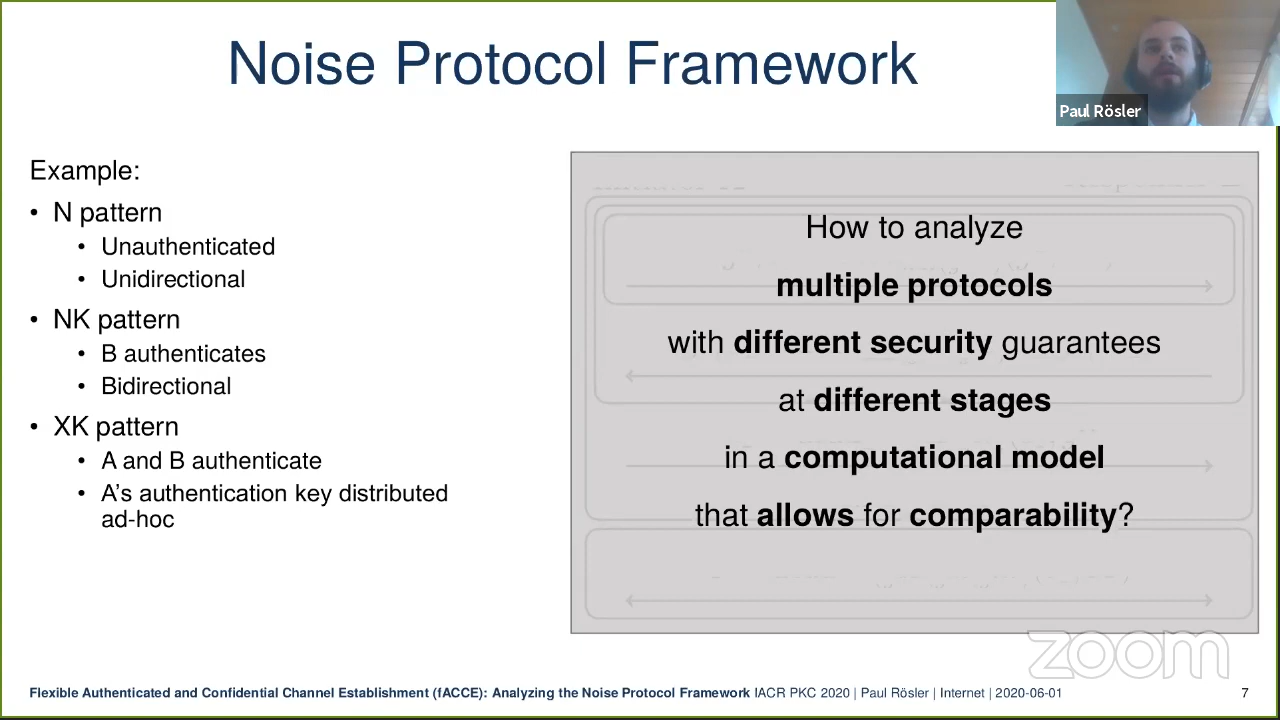 Noise Protocol Framework
Paul Rösler
Example:
• N pattern
• Unauthenticated
• Unidirectional
• NK pattern
• B authenticates
• Bidirectional
• XK pattern
• A and B authenticate
• A’s authentication key distributed
ad-hoc
How to analyze
multiple protocols
with different security guarantees
at different stages
in a computational model
that allows for comparability?
zoom
Flexible Authenticated and Confidential Channel Establishment (fACCE): Analyzing the Noise Protocol Framework IACR PKC 2020 | Paul Rösler | Internet | 2020-06-01
7